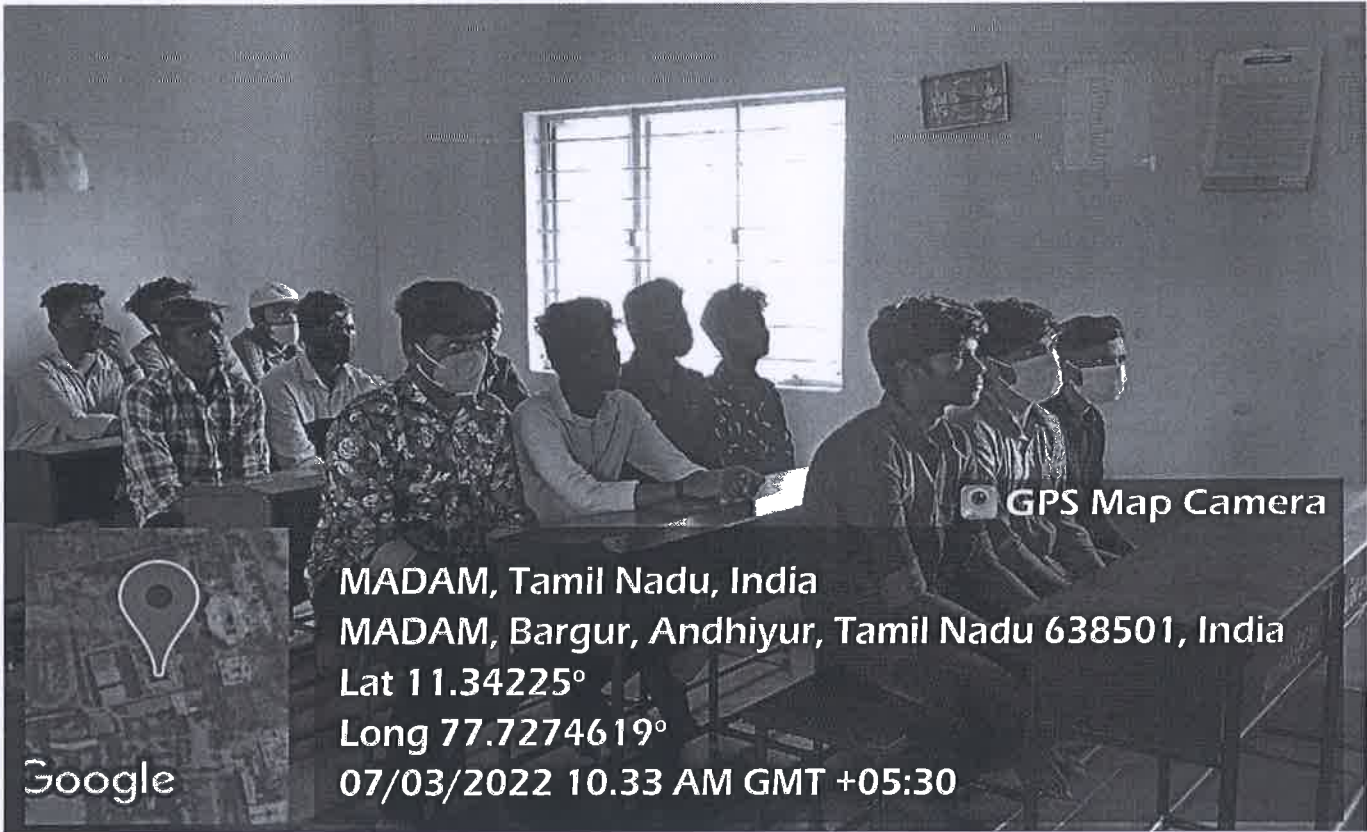 GPS Map Camera
MADAM, Tamil Nadu, India
MADAM, Bargur, Andhiyur, Tamil Nadu 638501, India
Lat 11.34225°
Long 77.7274619°
07/03/2022 10.33 AM GMT +05:30
Google